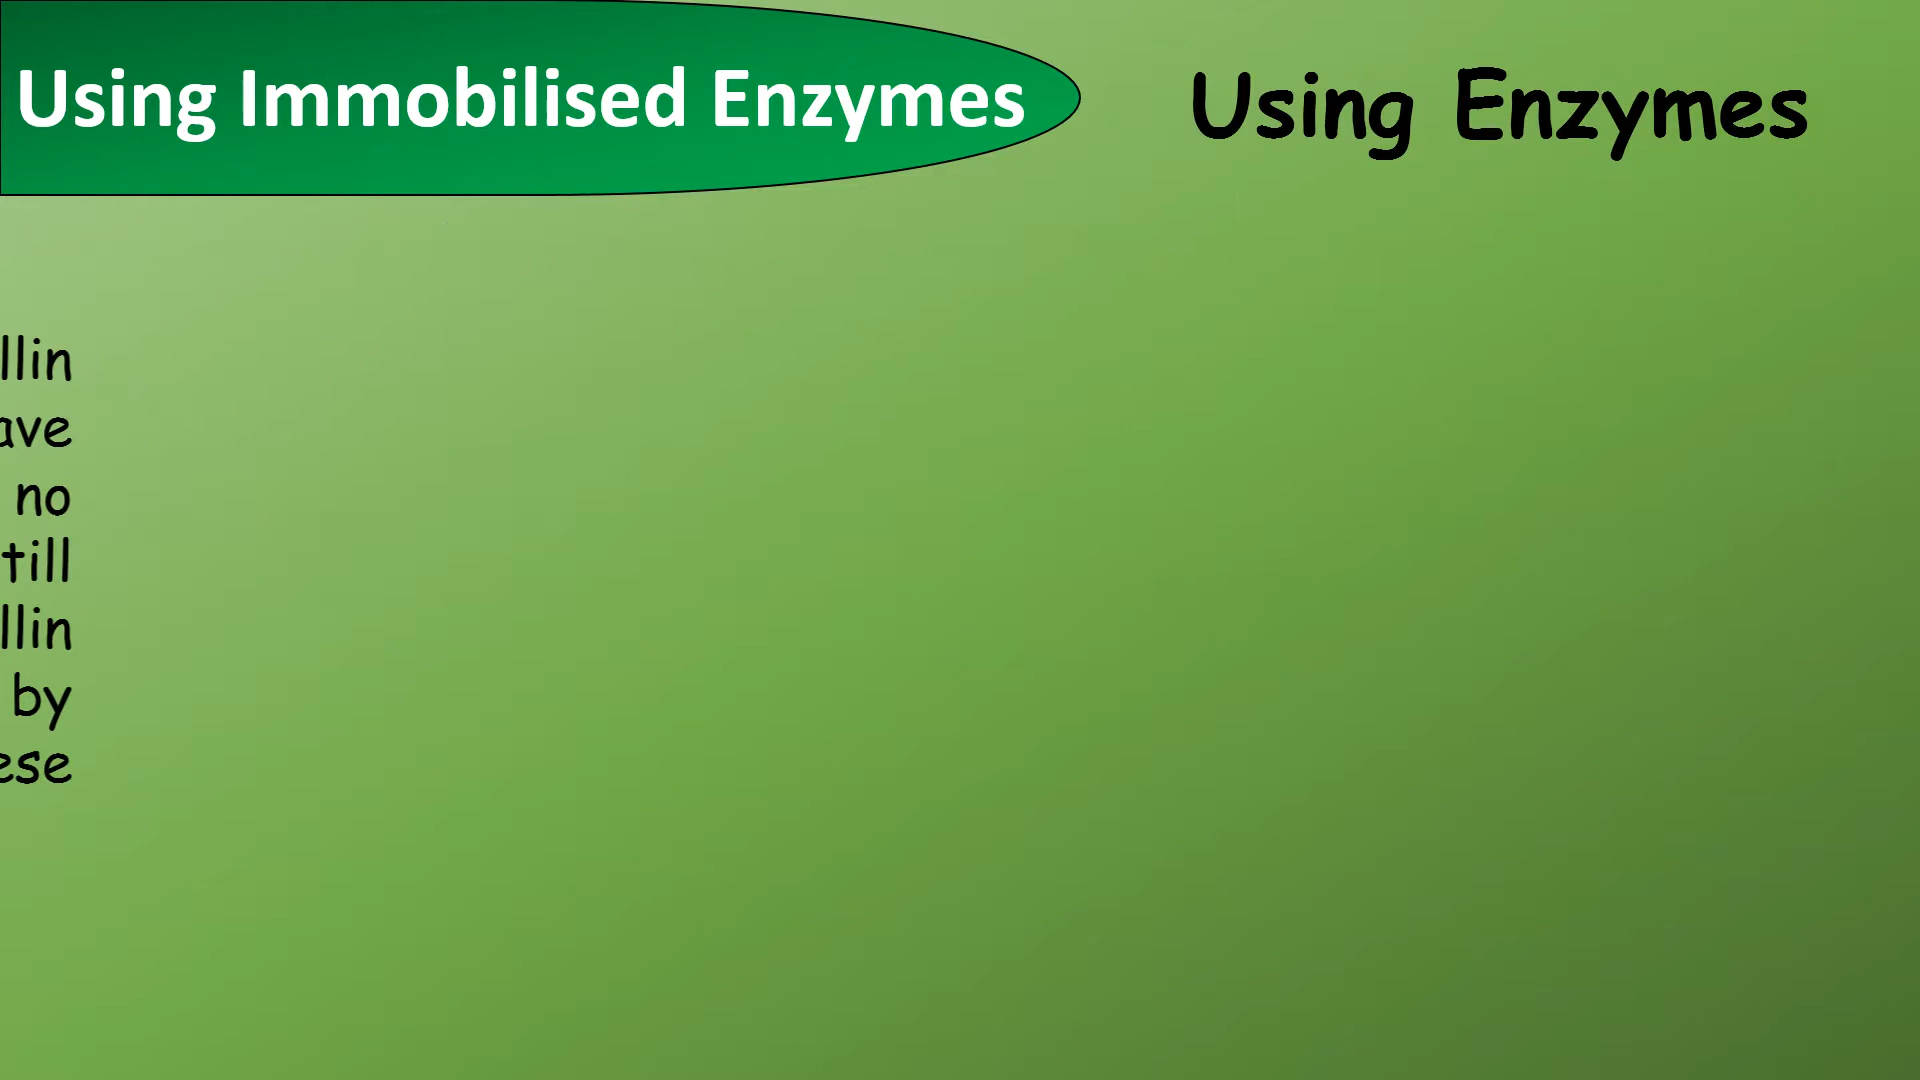 Using Immobilised Enzymes
Using Enzymes
llin
ave
no
till
llin
by
ese